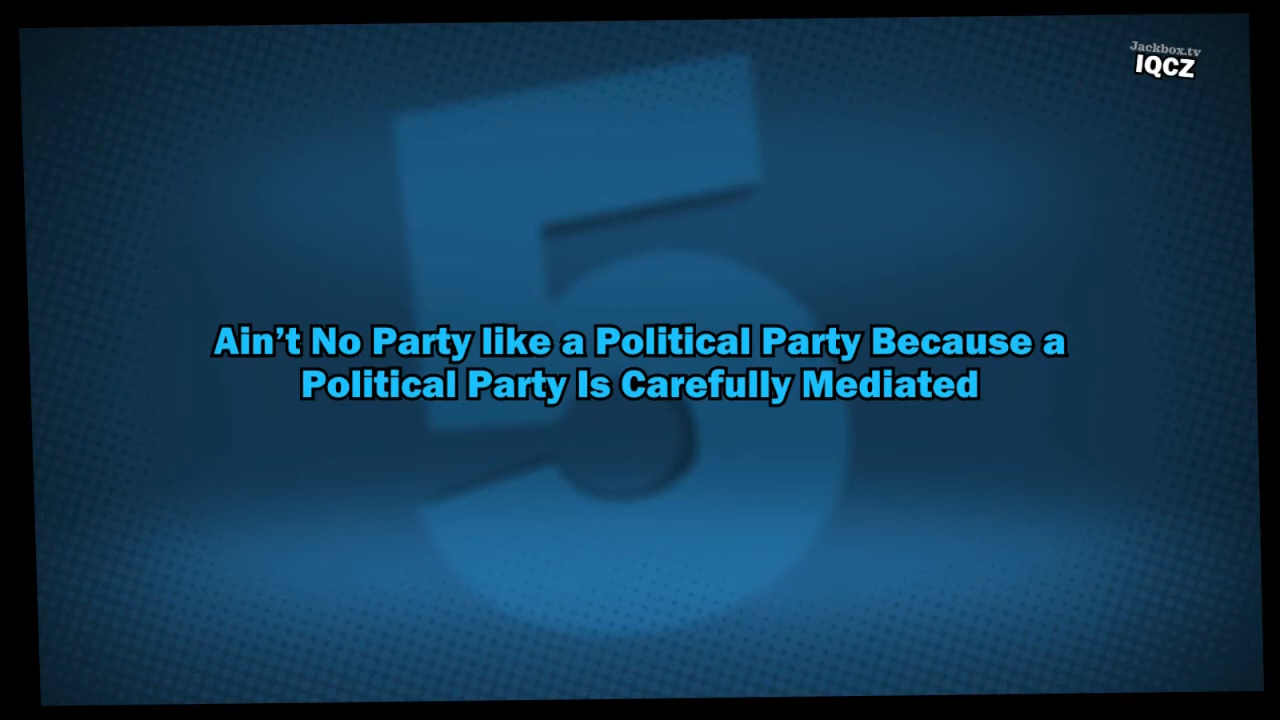 Jackbox.tv
IQCZ
5
Ain't No Party like a Political Party Because a
Political Party Is Carefully Mediated